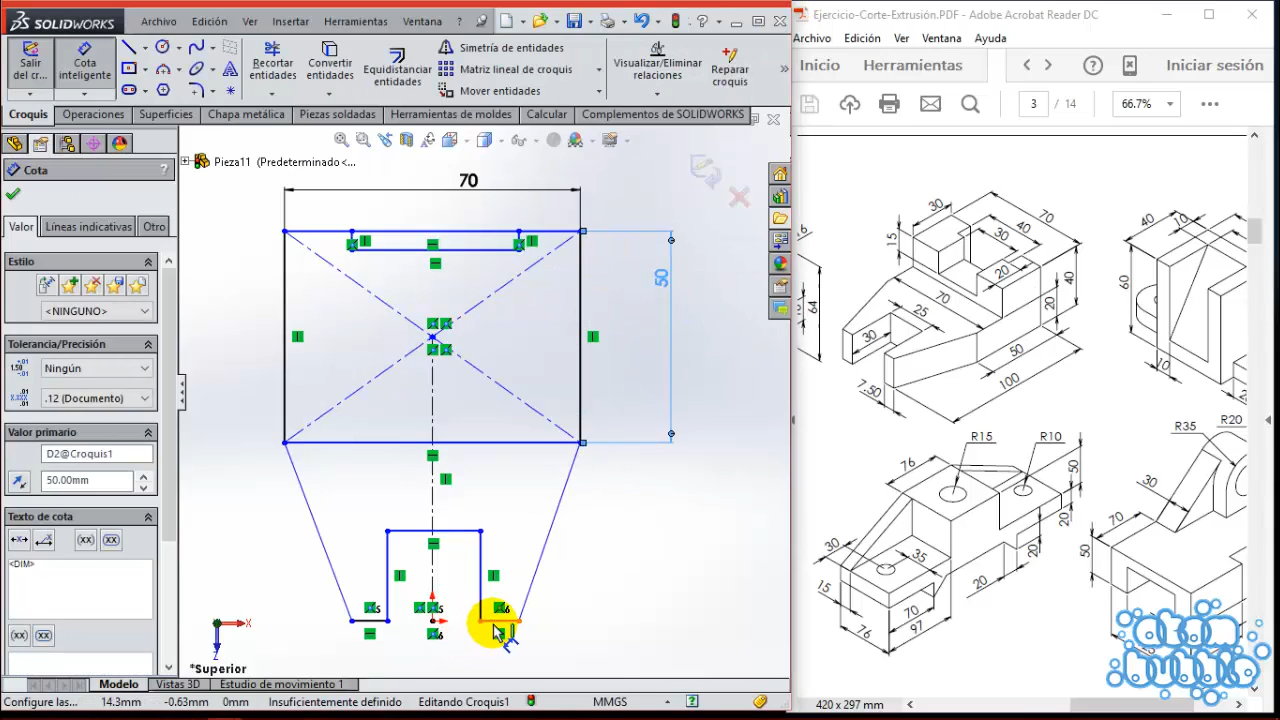 SOLIDWORKS
Archivo Edición Ver Insertar Herramientas Ventana ?
Salir del cr...
Cota inteligente
Recortar entidades
Convertir entidades
Equidistanciar entidades
Simetría de entidades
Matriz lineal de croquis
Mover entidades
Visualizar/Eliminar relaciones
Reparar croquis
Croquis Operaciones Superficies Chapa metálica Piezas soldadas Herramientas de moldes Calcular Complementos de SOLIDWORKS
Cota ?
Pieza11 (Predeterminado<...
Valor Líneas indicativas Otro
Estilo
<NINGUNO>
Tolerancia/Precisión
Ningún
.12 (Documento)
Valor primario
D2@Croquis1
50.00mm
Texto de cota
<DIM>
70
50
X
Z
*Superior
Modelo Vistas 3D Estudio de movimiento 1
Configure las... 14.3mm -0.63mm 0mm Insuficientemente definido Editando Croquis1 MMGS
Ejercicio-Corte-Extrusión.PDF - Adobe Acrobat Reader DC
Archivo Edición Ver Ventana Ayuda
Inicio Herramientas Iniciar sesión
3 / 14 66.7%
30 70 40 30 15 20 40 20 70 25 30 50 100 7,50 64
40 10 60 10
R15 R10 76 50 20 20 20 30 35 15 70 76 97
R35 R20 30 70 50
420 x 297 mm